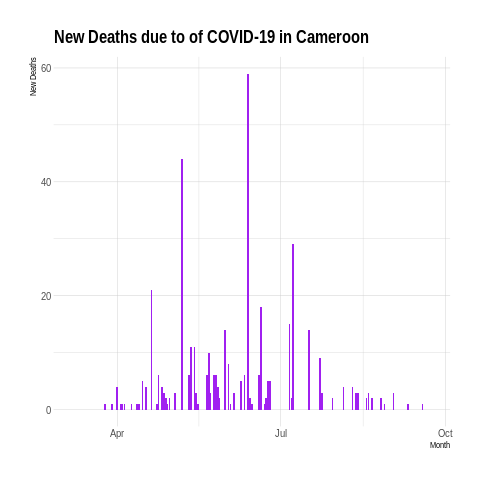 New Deaths due to of COVID-19 in Cameroon
New Deaths
60
40
20
0
Apr
Jul
Oct
Month